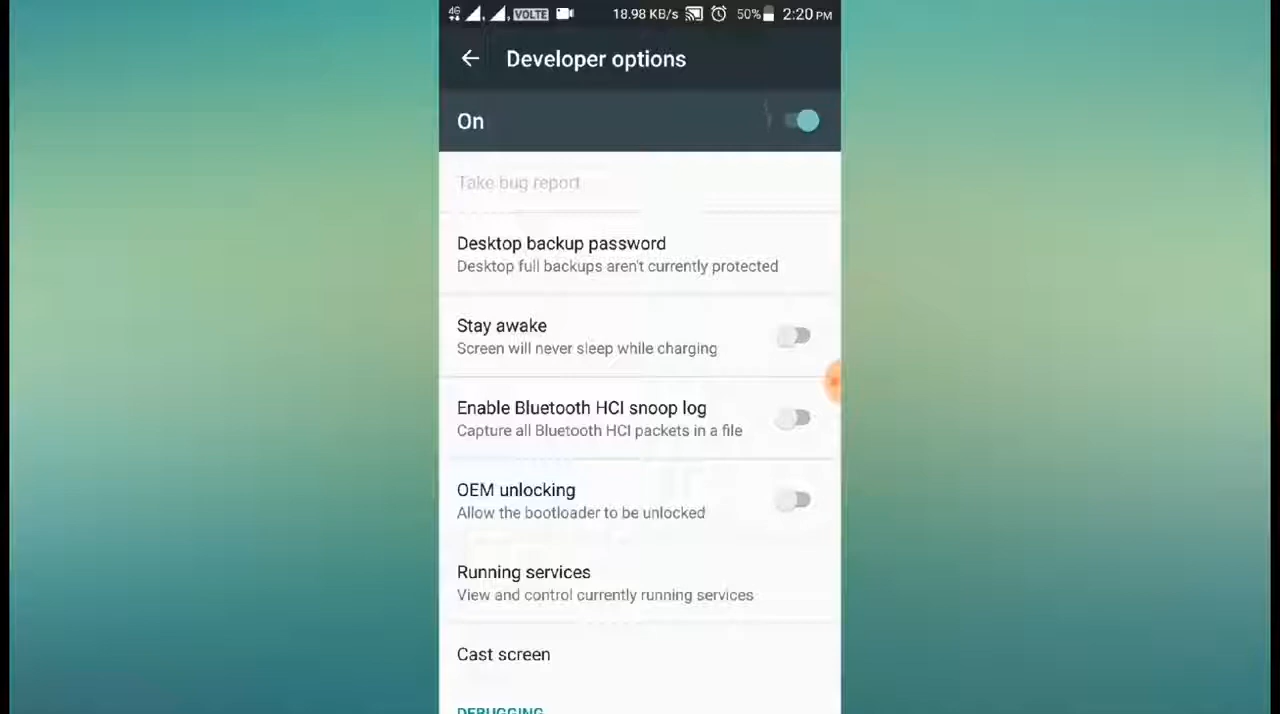 4G VOLTE 18.98 KB/s 50% 2:20 PM
Developer options
On
Take bug report
Desktop backup password
Desktop full backups aren't currently protected
Stay awake
Screen will never sleep while charging
Enable Bluetooth HCI snoop log
Capture all Bluetooth HCI packets in a file
OEM unlocking
Allow the bootloader to be unlocked
Running services
View and control currently running services
Cast screen
DEBUGGING